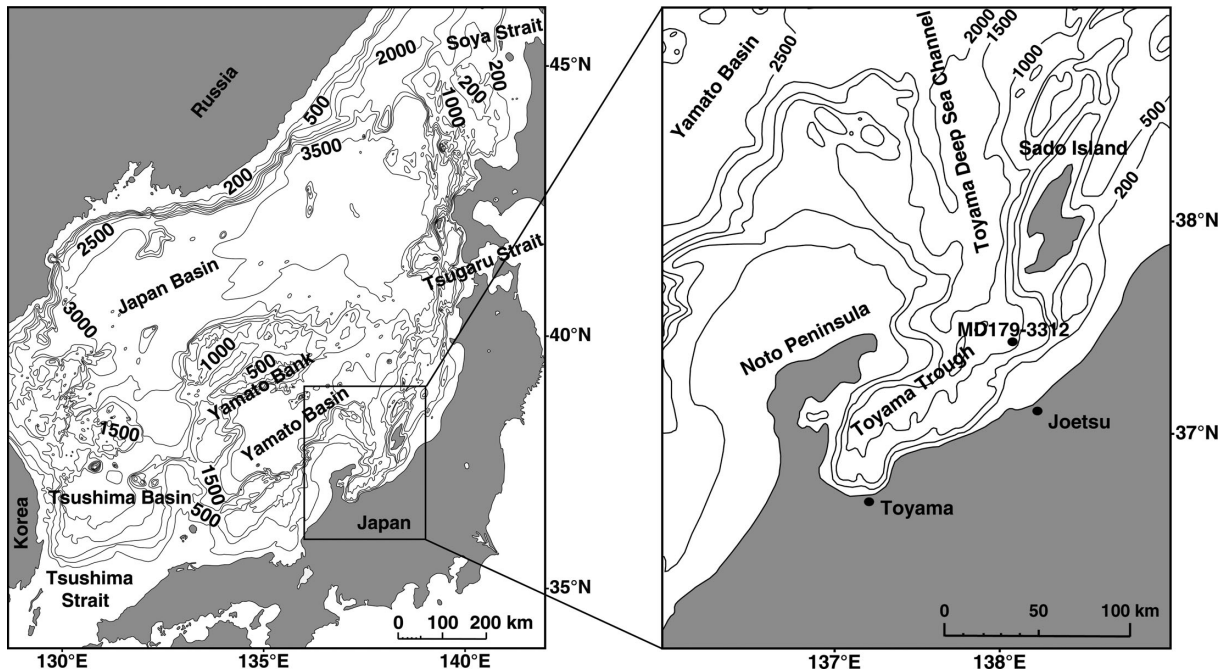 Soya Strait
2000
200
200
45°N
Russia
500
1000
3500
200
2500
Tsugaru Strait
Japan Basin
3000
40°N
1000
500
Yamato Bank
Yamato Basin
1500
1500
Tsushima Basin
500
Korea
Japan
Tsushima
Strait
35°N
0 100 200 km
130°E
135°E
140°E
Yamato Basin
2500
Toyama Deep Sea Channel
2000
1500
1000
500
Sado Island
200
38°N
MD179-3312
Noto Peninsula
Toyama Trough
Joetsu
37°N
Toyama
0 50 100 km
137°E
138°E